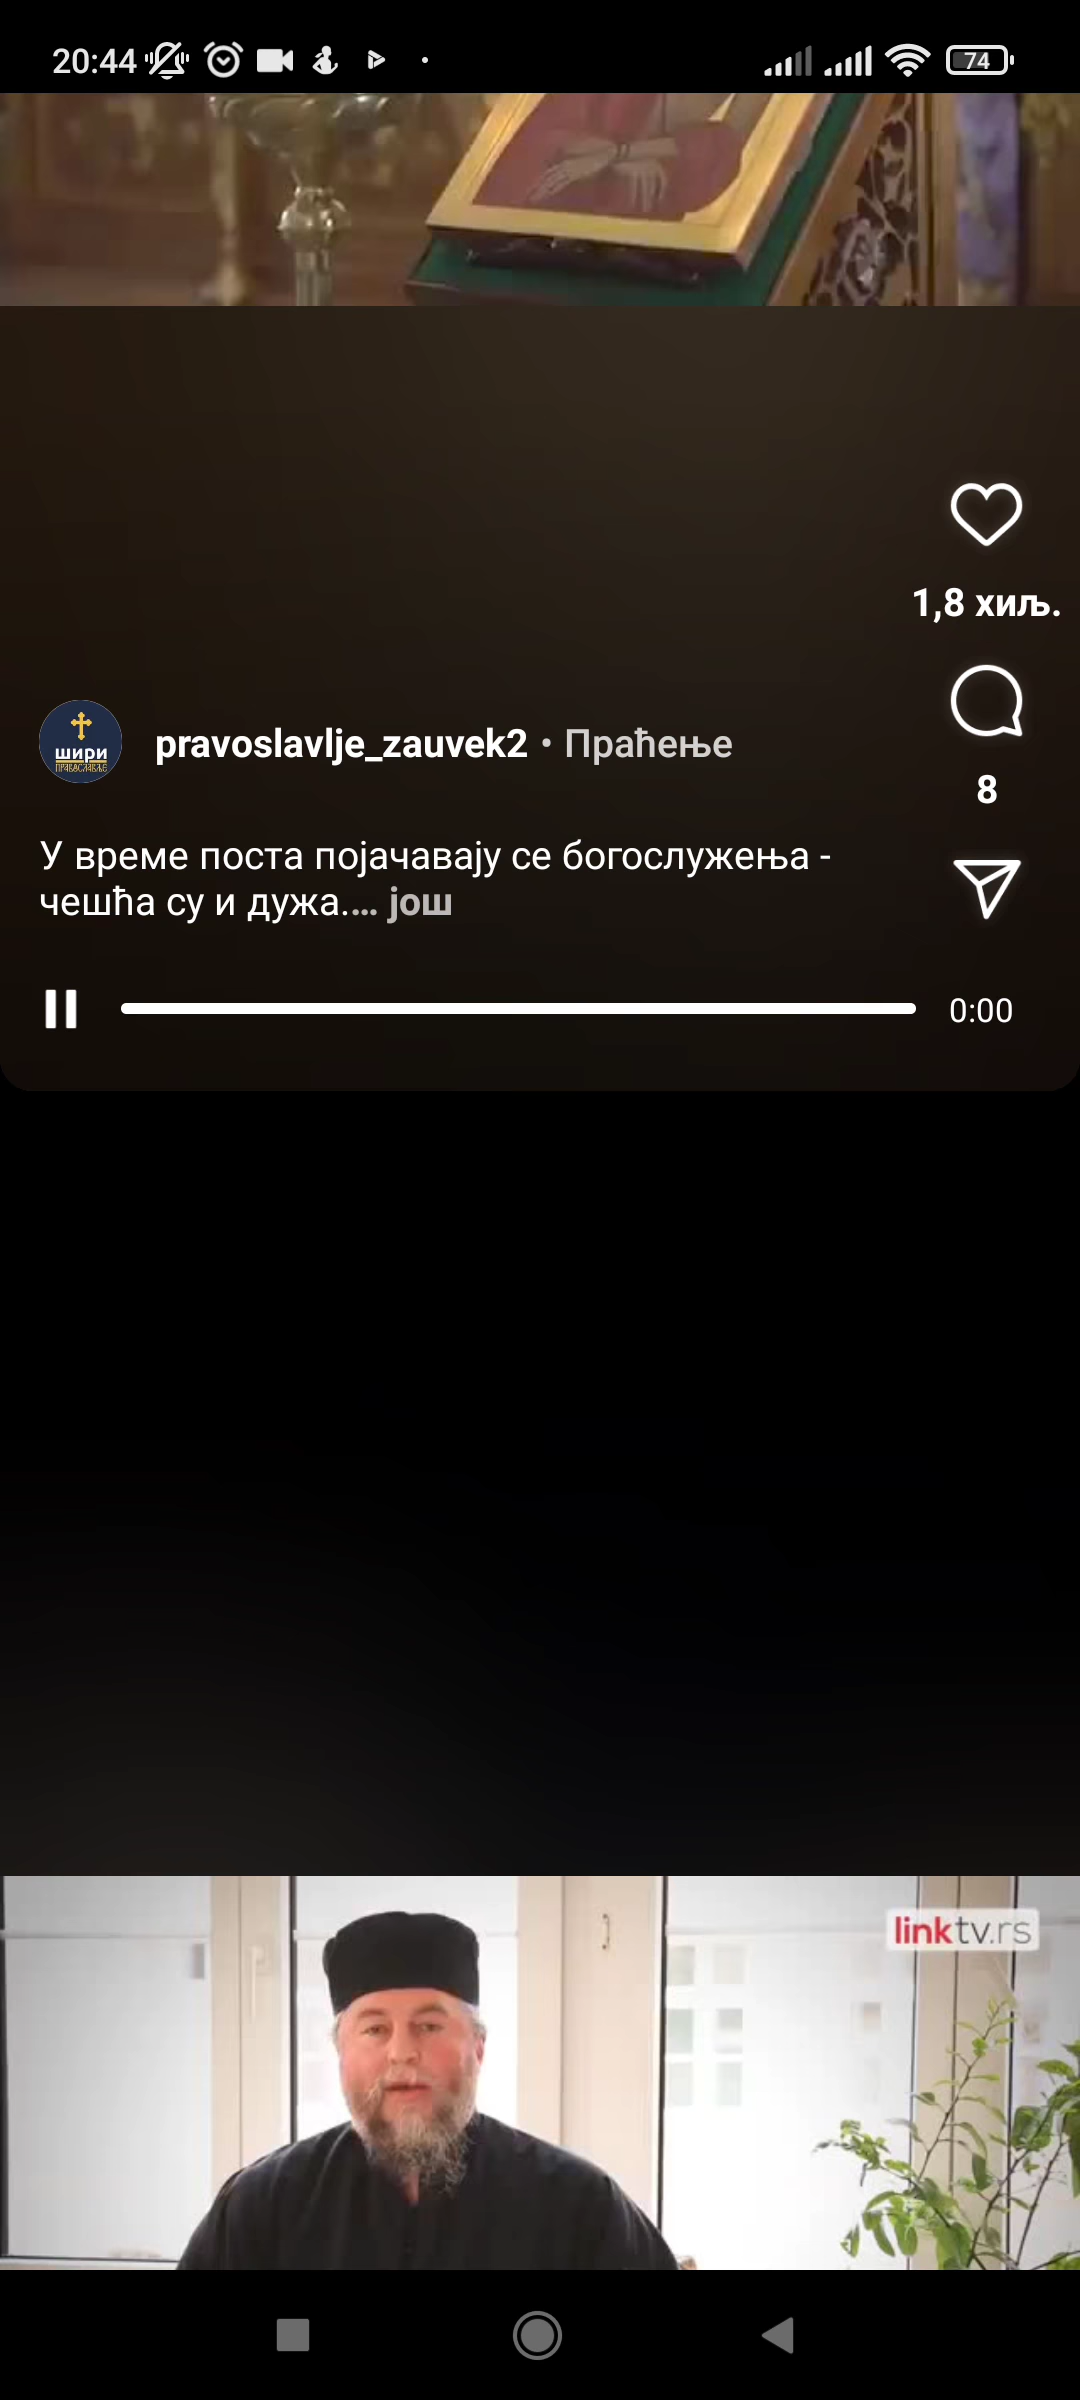 20:44
74
1,8 хиљ.
шири
ПРАВОСЛАВЉЕ
pravoslavlje_zauvek2 • Праћење
8
У време поста појачавају се богослужења -
чешћа су и дужа.... још
0:00
linktv.rs